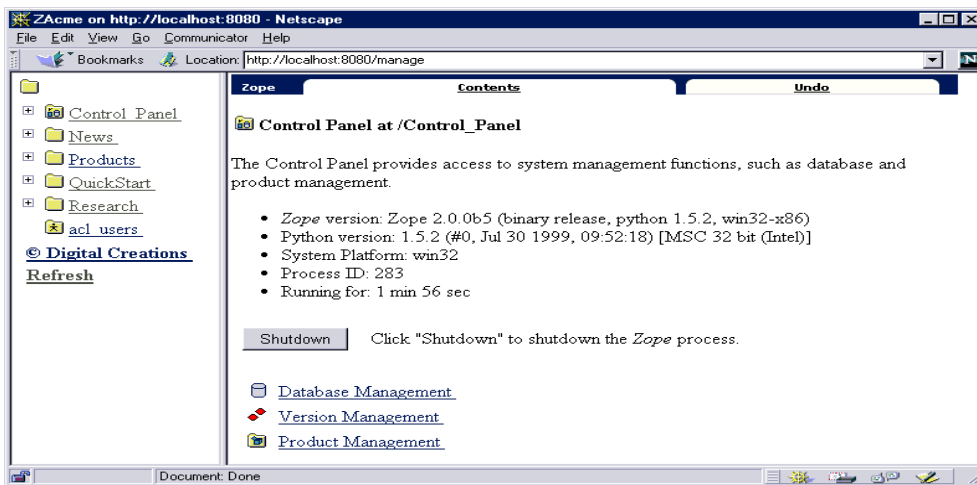 ZAcme on http://localhost:8080 - Netscape
File Edit View Go Communicator Help
Bookmarks Location: http://localhost:8080/manage
N
Control_Panel
News
Products
QuickStart
Research
acl_users
© Digital Creations
Refresh
Zope Contents Undo
Control Panel at /Control_Panel
The Control Panel provides access to system management functions, such as database and
product management.
• Zope version: Zope 2.0.0b5 (binary release, python 1.5.2, win32-x86)
• Python version: 1.5.2 (#0, Jul 30 1999, 09:52:18) [MSC 32 bit (Intel)]
• System Platform: win32
• Process ID: 283
• Running for: 1 min 56 sec
Shutdown Click "Shutdown" to shutdown the Zope process.
Database Management
Version Management
Product Management
Document: Done